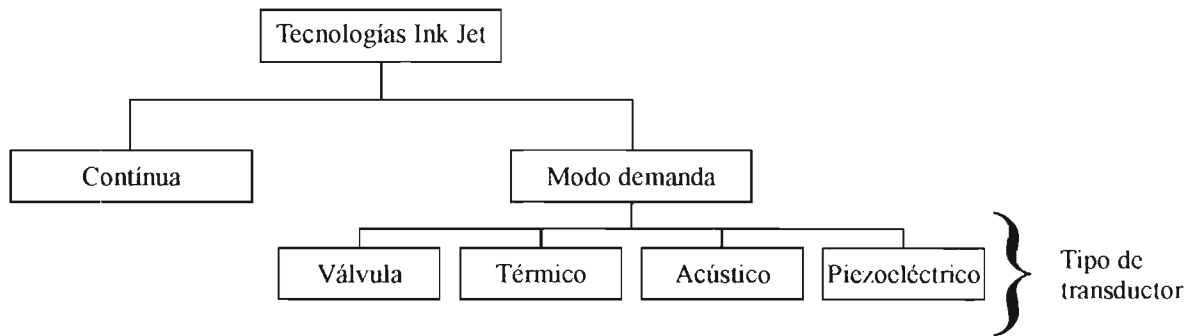 Tecnologías Ink Jet
Contínua
Modo demanda
Válvula
Térmico
Acústico
Piezoeléctrico
Tipo de
transductor